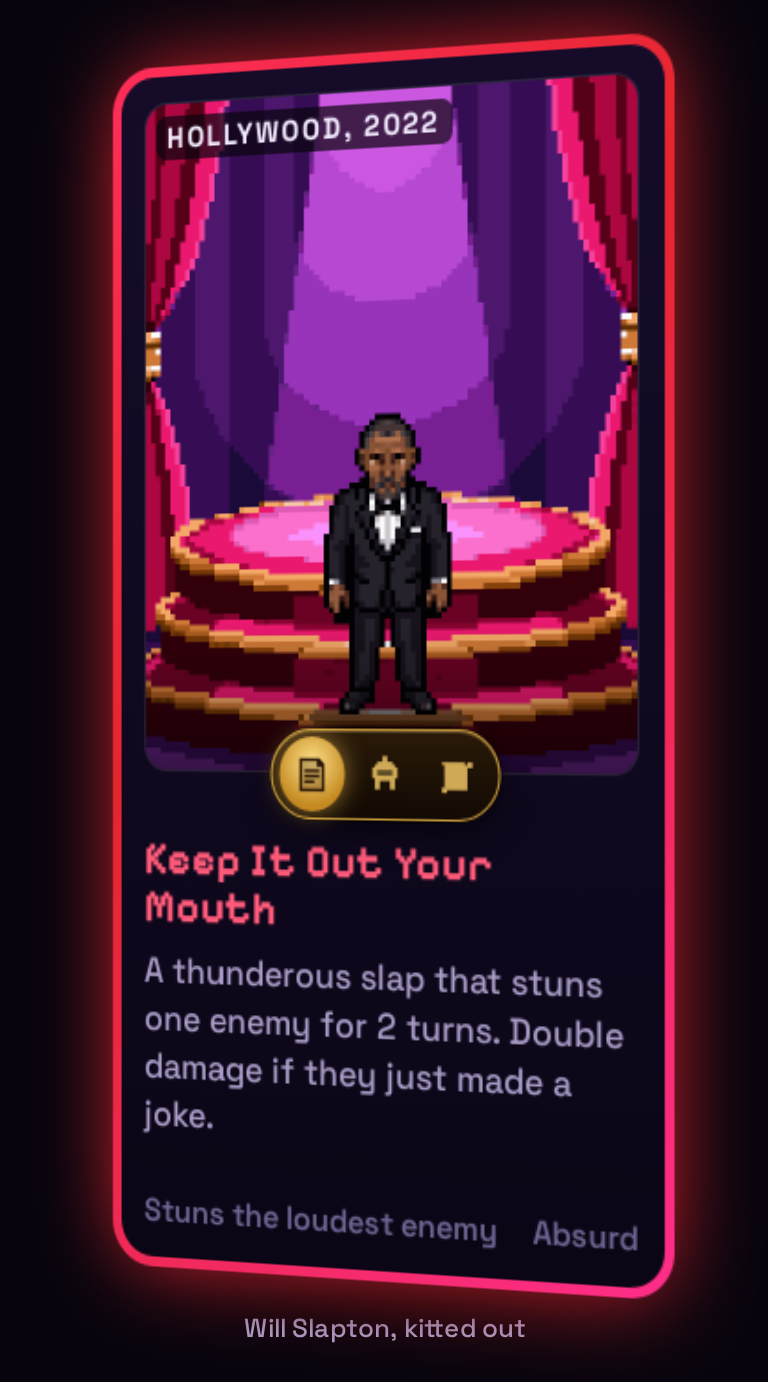 HOLLYWOOD, 2022
Keep It Out Your
Mouth
A thunderous slap that stuns
one enemy for 2 turns. Double
damage if they just made a
joke.
Stuns the loudest enemy Absurd
Will Slapton, kitted out